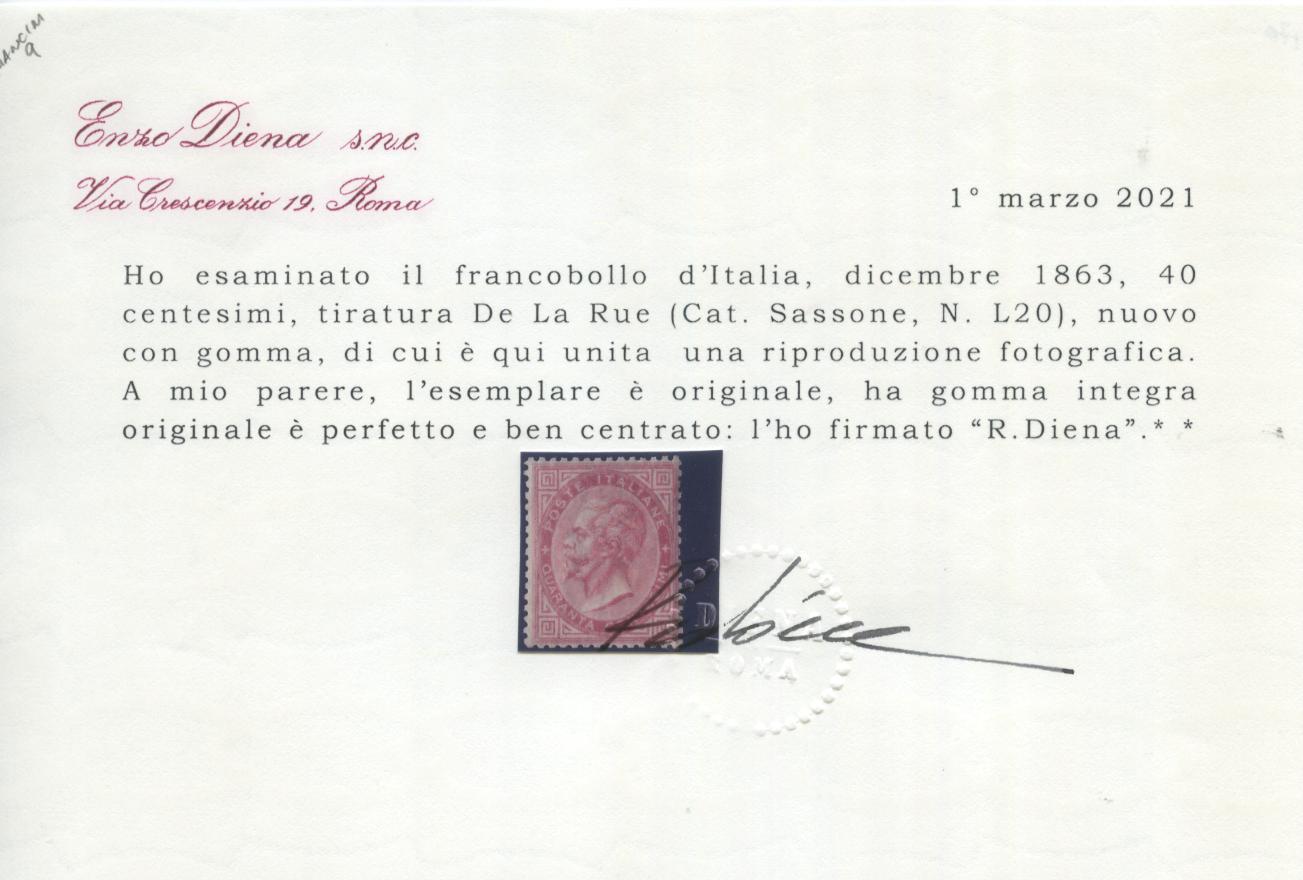 Enzo Diena s.n.c.
Via Crescenzio 19, Roma
1° marzo 2021
Ho esaminato il francobollo d'Italia, dicembre 1863, 40
centesimi, tiratura De La Rue (Cat. Sassone, N. L20), nuovo
con gomma, di cui è qui unita una riproduzione fotografica.
A mio parere, l'esemplare è originale, ha gomma integra
originale è perfetto e ben centrato: l'ho firmato “R.Diena”.* *
POSTE ITALIANE
QUARANTA
ROMA